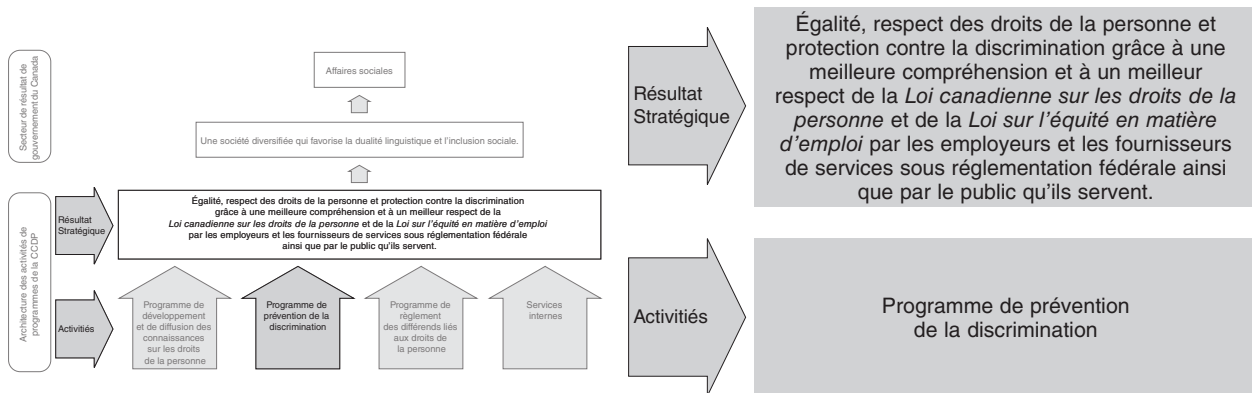 Secteur de résultat de
gouvernement du Canada
Affaires sociales
Une société diversifiée qui favorise la dualité linguistique et l'inclusion sociale.
Architecture des activités de
programmes de la CCDP
Résultat
Stratégique
Égalité, respect des droits de la personne et protection contre la discrimination
grâce à une meilleure compréhension et à un meilleur respect de la
Loi canadienne sur les droits de la personne et de la Loi sur l'équité en matière d'emploi
par les employeurs et les fournisseurs de services sous réglementation fédérale
ainsi que par le public qu'ils servent.
Activitiés
Programme de
développement
et de diffusion des
connaissances
sur les droits
de la personne
Programme de
prévention de la
discrimination
Programme de
règlement
des différends liés
aux droits de
la personne
Services
internes
Résultat
Stratégique
Égalité, respect des droits de la personne et
protection contre la discrimination grâce à une
meilleure compréhension et à un meilleur
respect de la Loi canadienne sur les droits de la
personne et de la Loi sur l'équité en matière
d'emploi par les employeurs et les fournisseurs
de services sous réglementation fédérale ainsi
que par le public qu'ils servent.
Activitiés
Programme de prévention
de la discrimination